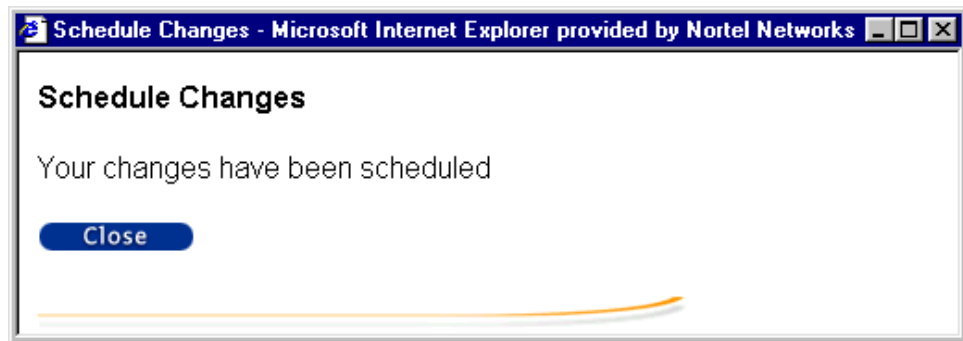 Schedule Changes - Microsoft Internet Explorer provided by Nortel Networks
Schedule Changes
Your changes have been scheduled
Close